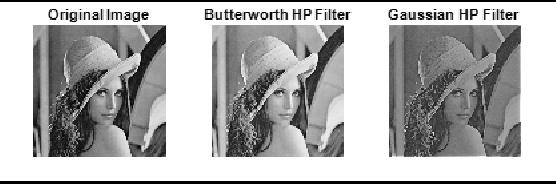 Original Image
Butterworth HP Filter
Gaussian HP Filter